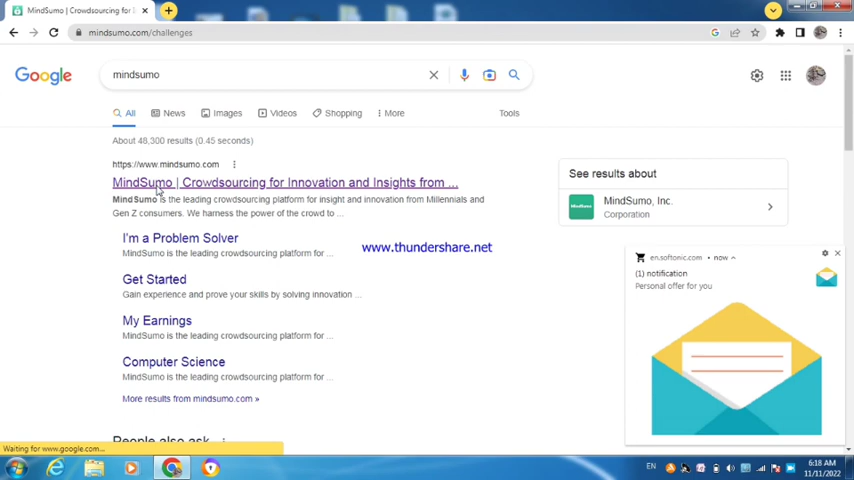 MindSumo | Crowdsourcing for In
mindsumo.com/challenges
Google
mindsumo
All
News
Images
Videos
Shopping
More
Tools
About 48,300 results (0.45 seconds)
https://www.mindsumo.com
MindSumo | Crowdsourcing for Innovation and Insights from ...
MindSumo is the leading crowdsourcing platform for insight and innovation from Millennials and
Gen Z consumers. We harness the power of the crowd to ...
I'm a Problem Solver
MindSumo is the leading crowdsourcing platform for ...
Get Started
Gain experience and prove your skills by solving innovation ...
My Earnings
MindSumo is the leading crowdsourcing platform for ...
Computer Science
MindSumo is the leading crowdsourcing platform for ...
More results from mindsumo.com »
People also ask
See results about
MindSumo, Inc.
Corporation
MindSumo
www.thundershare.net
en.softonic.com • now
(1) notification
Personal offer for you
Waiting for www.google.com...
EN
6:18 AM
11/11/2022